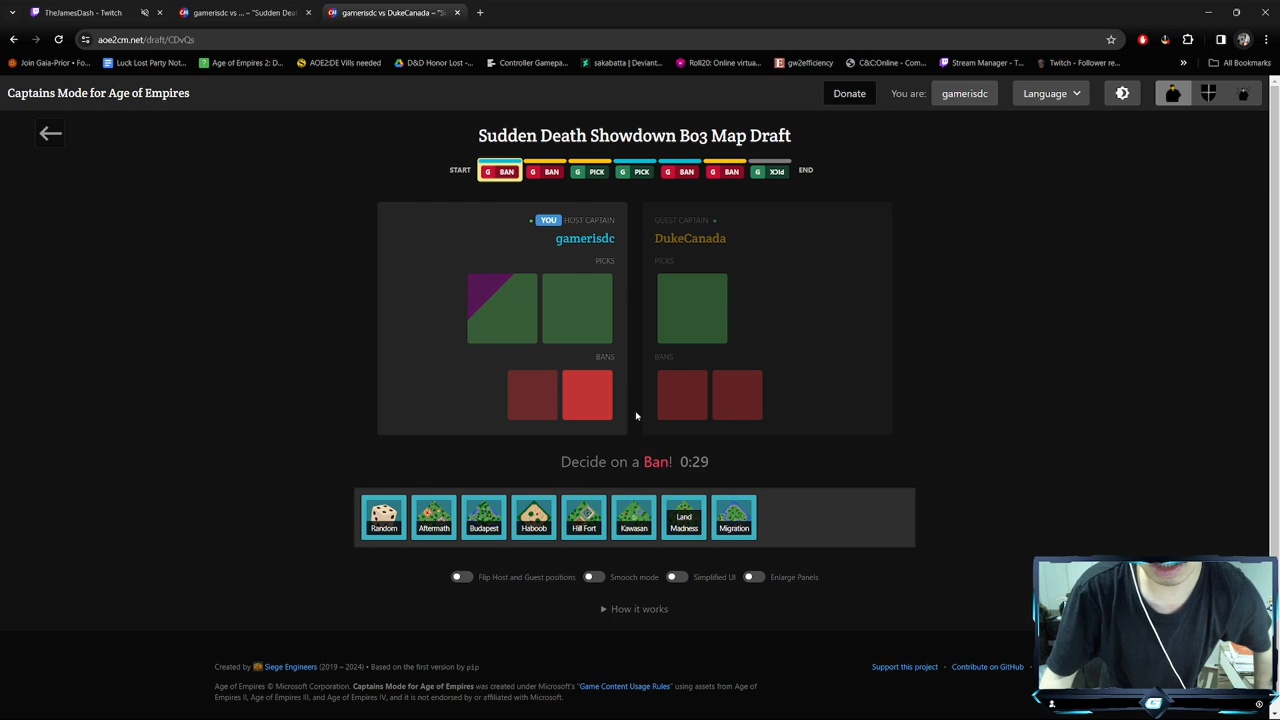 TheJamesDash - Twitch
gamerisdc vs ... – "Sudden Dea
gamerisdc vs DukeCanada – "S
aoe2cm.net/draft/CDvQs
Join Gaia-Prior • Fo...
Luck Lost Party Not...
Age of Empires 2: D...
AOE2:DE Vills needed
D&D Honor Lost -...
Controller Gamepa...
sakabatta | Deviant...
Roll20: Online virtua...
gw2efficiency
C&C:Online - Com...
Stream Manager - T...
Twitch - Follower re...
»
All Bookmarks
Captains Mode for Age of Empires
Donate
You are:
gamerisdc
Language
Sudden Death Showdown Bo3 Map Draft
START
G BAN
G BAN
G PICK
G PICK
G BAN
G BAN
G PICK
END
YOU HOST CAPTAIN
gamerisdc
PICKS
BANS
GUEST CAPTAIN
DukeCanada
PICKS
BANS
Decide on a Ban! 0:29
Random
Aftermath
Budapest
Haboob
Hill Fort
Kawasan
Land
Madness
Migration
Flip Host and Guest positions
Smooch mode
Simplified UI
Enlarge Panels
How it works
Created by Siege Engineers (2019 – 2024) • Based on the first version by pip
Support this project
Contribute on GitHub
Age of Empires © Microsoft Corporation. Captains Mode for Age of Empires was created under Microsoft's "Game Content Usage Rules" using assets from Age of
Empires II, Age of Empires III, and Age of Empires IV, and it is not endorsed by or affiliated with Microsoft.